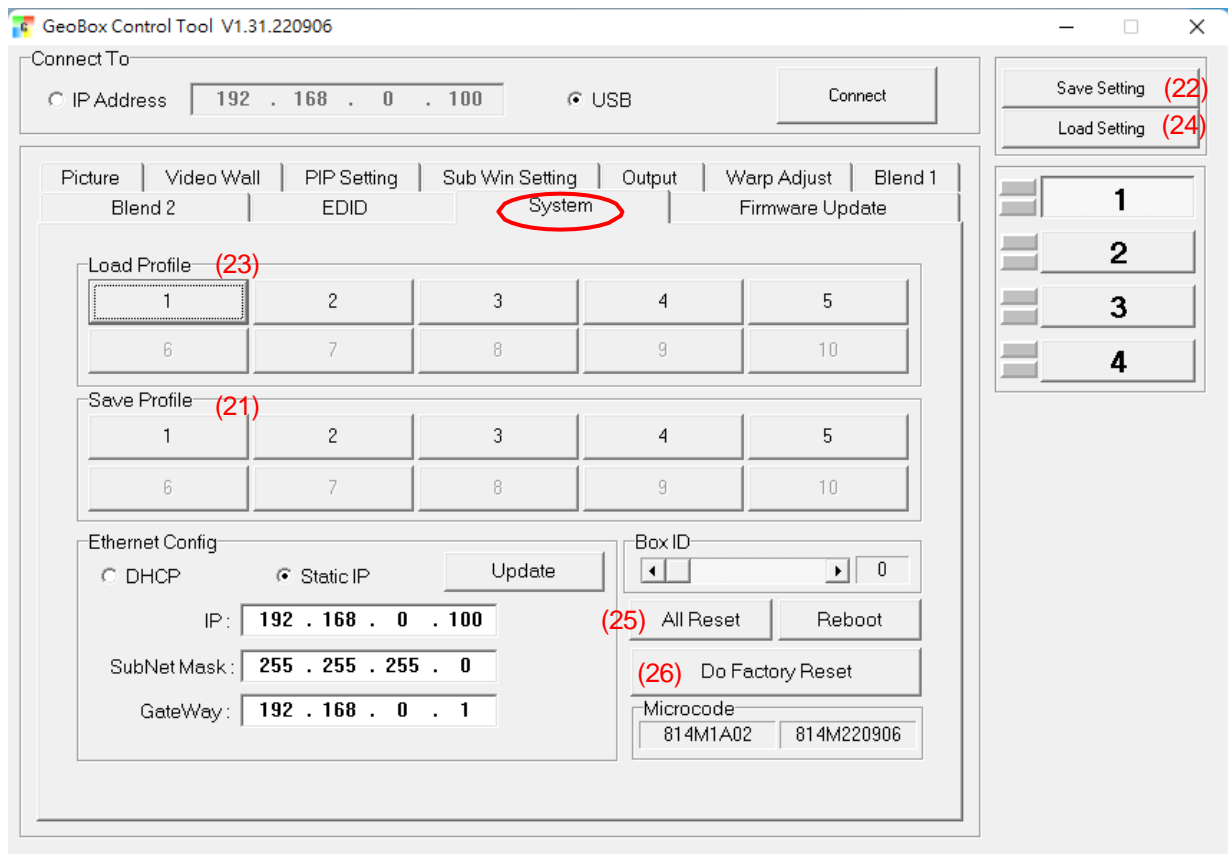 GeoBox Control Tool V1.31.220906
Connect To
IP Address 192 . 168 . 0 . 100 USB Connect
Save Setting (22)
Load Setting (24)
Picture Video Wall PIP Setting Sub Win Setting Output Warp Adjust Blend 1
Blend 2 EDID System Firmware Update
1
2
3
4
Load Profile (23)
1 2 3 4 5
6 7 8 9 10
Save Profile (21)
1 2 3 4 5
6 7 8 9 10
Ethernet Config
DHCP Static IP Update
IP : 192 . 168 . 0 . 100
SubNet Mask : 255 . 255 . 255 . 0
GateWay : 192 . 168 . 0 . 1
Box ID
0
(25) All Reset Reboot
(26) Do Factory Reset
Microcode
814M1A02 814M220906